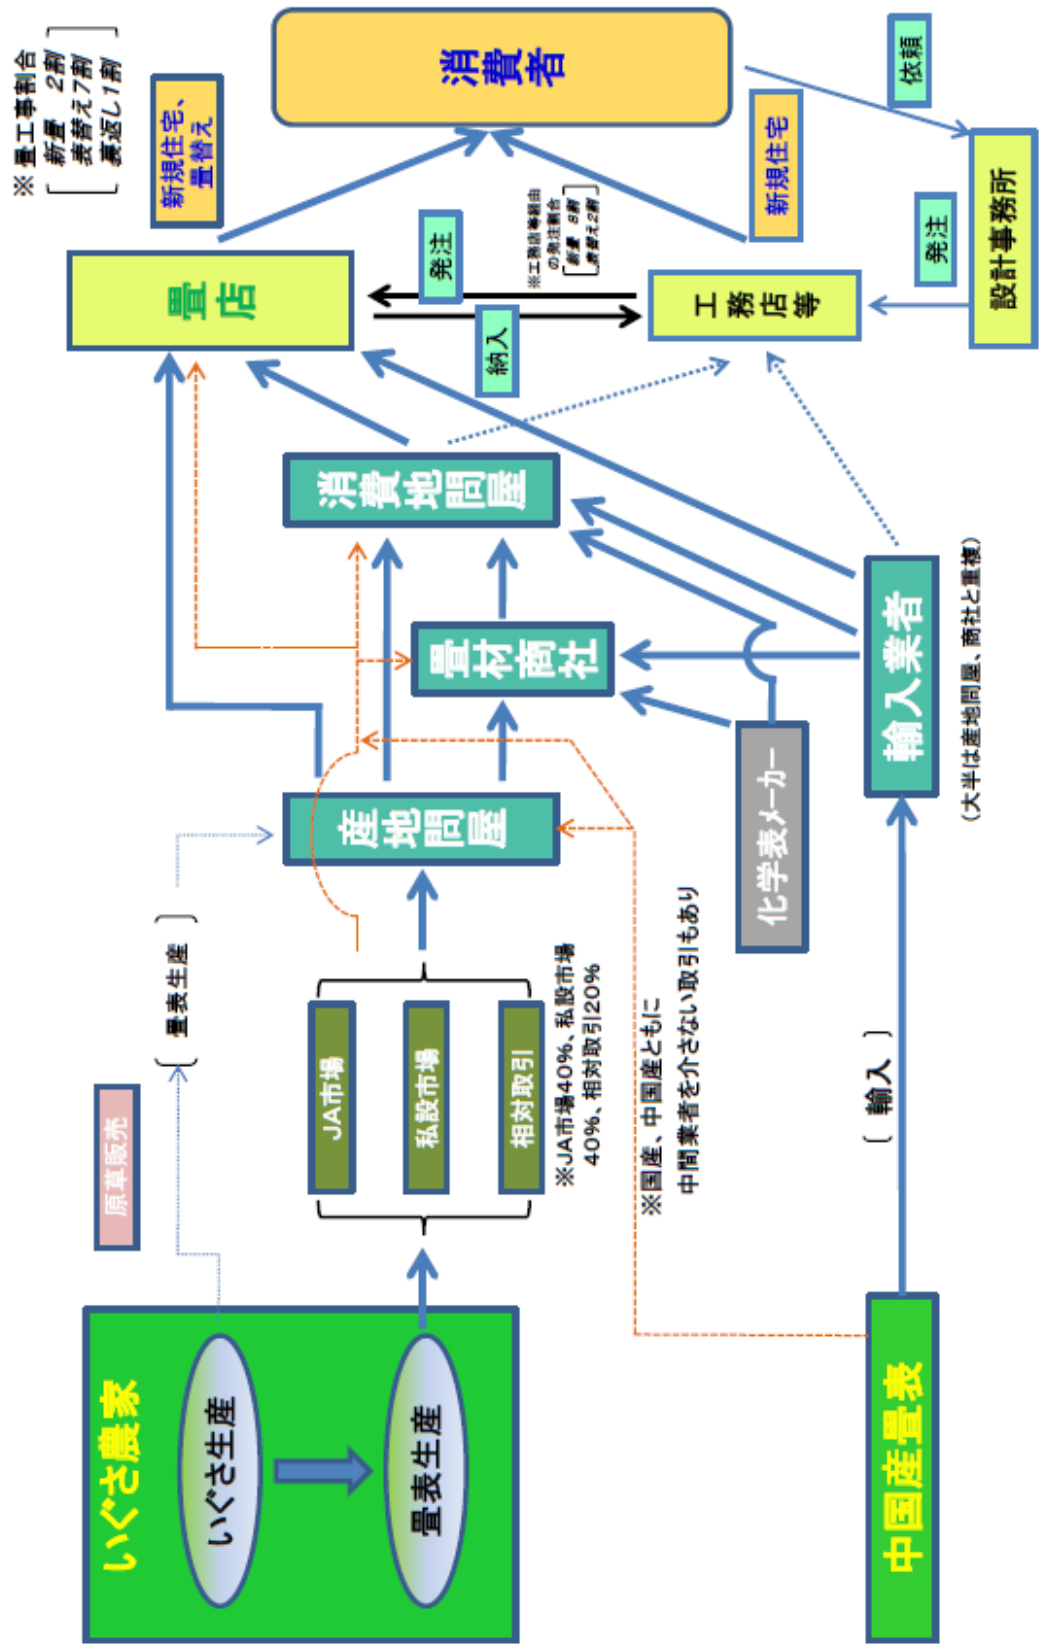 いぐさ農家
いぐさ生産
畳表生産
原草販売
畳表生産
JA市場
私設市場
相対取引
※JA市場40%、私設市場
40%、相対取引20%
※国産、中国産ともに
中間業者を介さない取引もあり
中国産畳表
輸入
産地問屋
畳材商社
化学表メーカー
輸入業者
(大半は産地問屋、商社と重複)
消費地問屋
畳店
納入
発注
※工務店等経由
の発注割合
新畳 8割
表替え2割
工務店等
設計事務所
発注
依頼
新規住宅、
畳替え
新規住宅
消費者
※畳工事割合
新畳 2割
表替え7割
裏返し1割